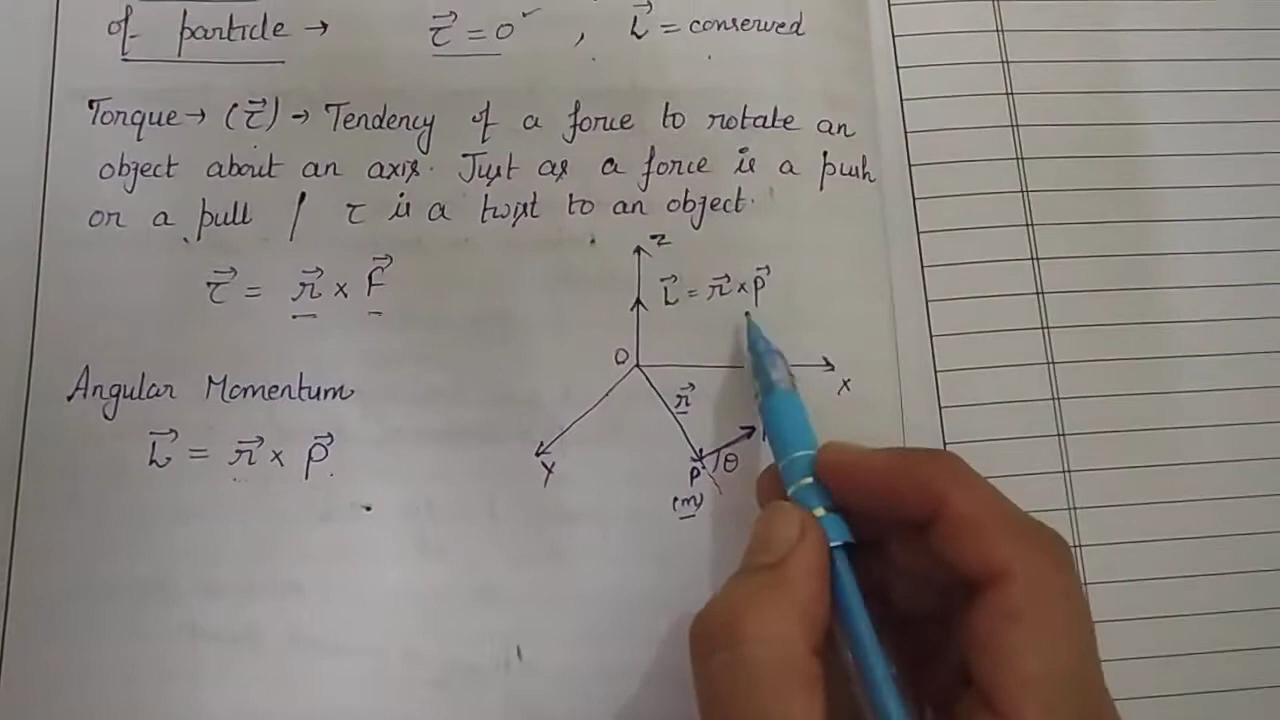 of particle → τ⃗ = 0 ✓, L⃗ = conserved
Torque → (τ⃗) → Tendency of a force to rotate an
object about an axis. Just as a force is a push
or a pull / τ is a twist to an object.
τ⃗ = r⃗ × F⃗
Z
L⃗ = r⃗ × p⃗
O
X
r⃗
Angular Momentum
L⃗ = r⃗ × p⃗
Y
P
θ
(m)